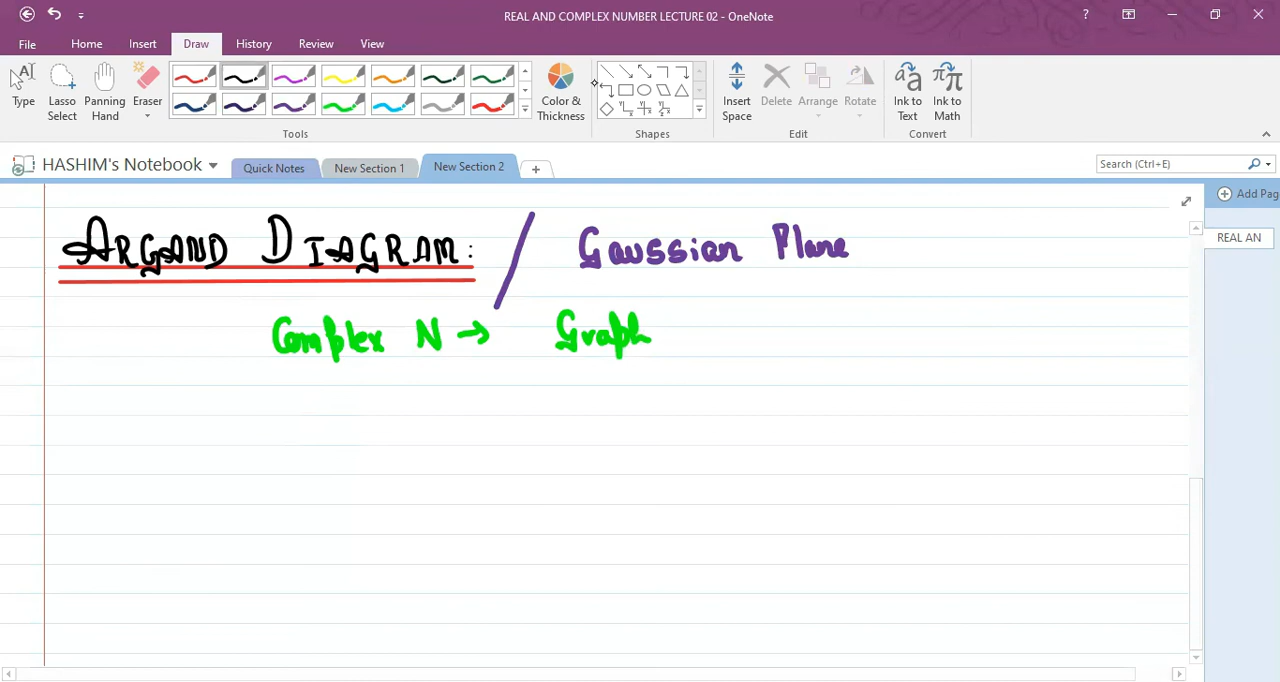 REAL AND COMPLEX NUMBER LECTURE 02 - OneNote
?
File Home Insert Draw History Review View
Type Lasso Select Panning Hand Eraser Color & Thickness Insert Space Delete Arrange Rotate Ink to Text Ink to Math
Tools Shapes Edit Convert
HASHIM's Notebook Quick Notes New Section 1 New Section 2 + Search (Ctrl+E)
Add Pag
REAL AN
ARGAND DIAGRAM: / Gaussian Plane
Complex N → Graph